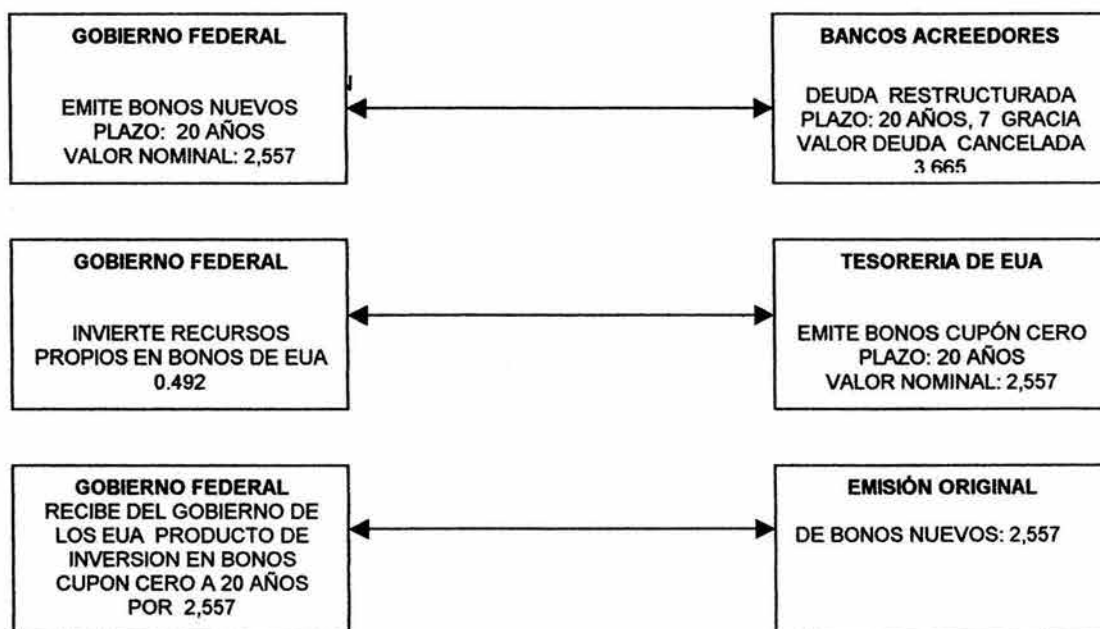 GOBIERNO FEDERAL
EMITE BONOS NUEVOS
PLAZO: 20 AÑOS
VALOR NOMINAL: 2,557
BANCOS ACREEDORES
DEUDA RESTRUCTURADA
PLAZO: 20 AÑOS, 7 GRACIA
VALOR DEUDA CANCELADA
3.665
GOBIERNO FEDERAL
INVIERTE RECURSOS
PROPIOS EN BONOS DE EUA
0.492
TESORERIA DE EUA
EMITE BONOS CUPÓN CERO
PLAZO: 20 AÑOS
VALOR NOMINAL: 2,557
GOBIERNO FEDERAL
RECIBE DEL GOBIERNO DE
LOS EUA PRODUCTO DE
INVERSION EN BONOS
CUPON CERO A 20 AÑOS
POR 2,557
EMISIÓN ORIGINAL
DE BONOS NUEVOS: 2,557